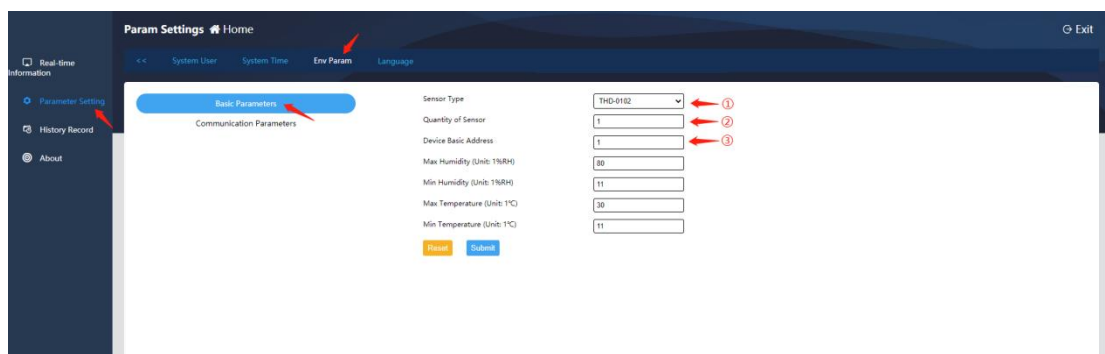 Param Settings Home
Exit
Real-time
Information
Parameter Setting
History Record
About
<< System User System Time Env Param Language
Basic Parameters
Communication Parameters
Sensor Type THD-0102 ①
Quantity of Sensor 1 ②
Device Basic Address 1 ③
Max Humidity (Unit: 1%RH) 80
Min Humidity (Unit: 1%RH) 11
Max Temperature (Unit: 1°C) 30
Min Temperature (Unit: 1°C) 11
Reset Submit